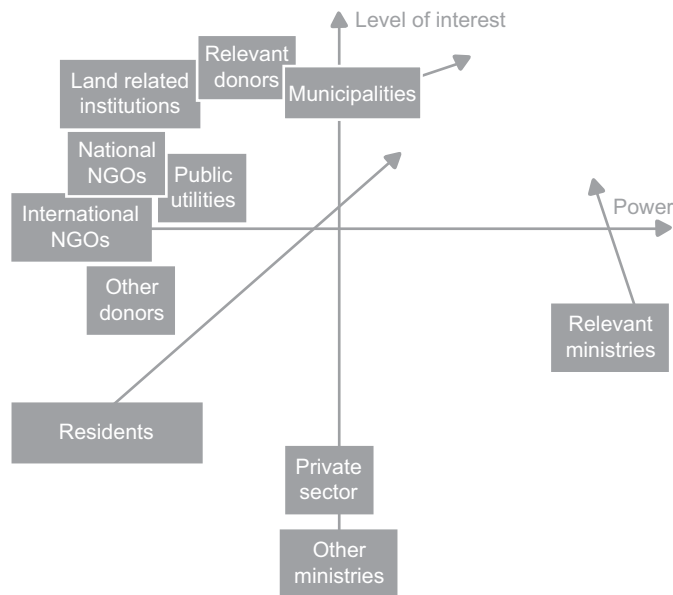 Level of interest
Relevant
donors
Land related
institutions
Municipalities
National
NGOs
Public
utilities
International
NGOs
Power
Other
donors
Relevant
ministries
Residents
Private
sector
Other
ministries